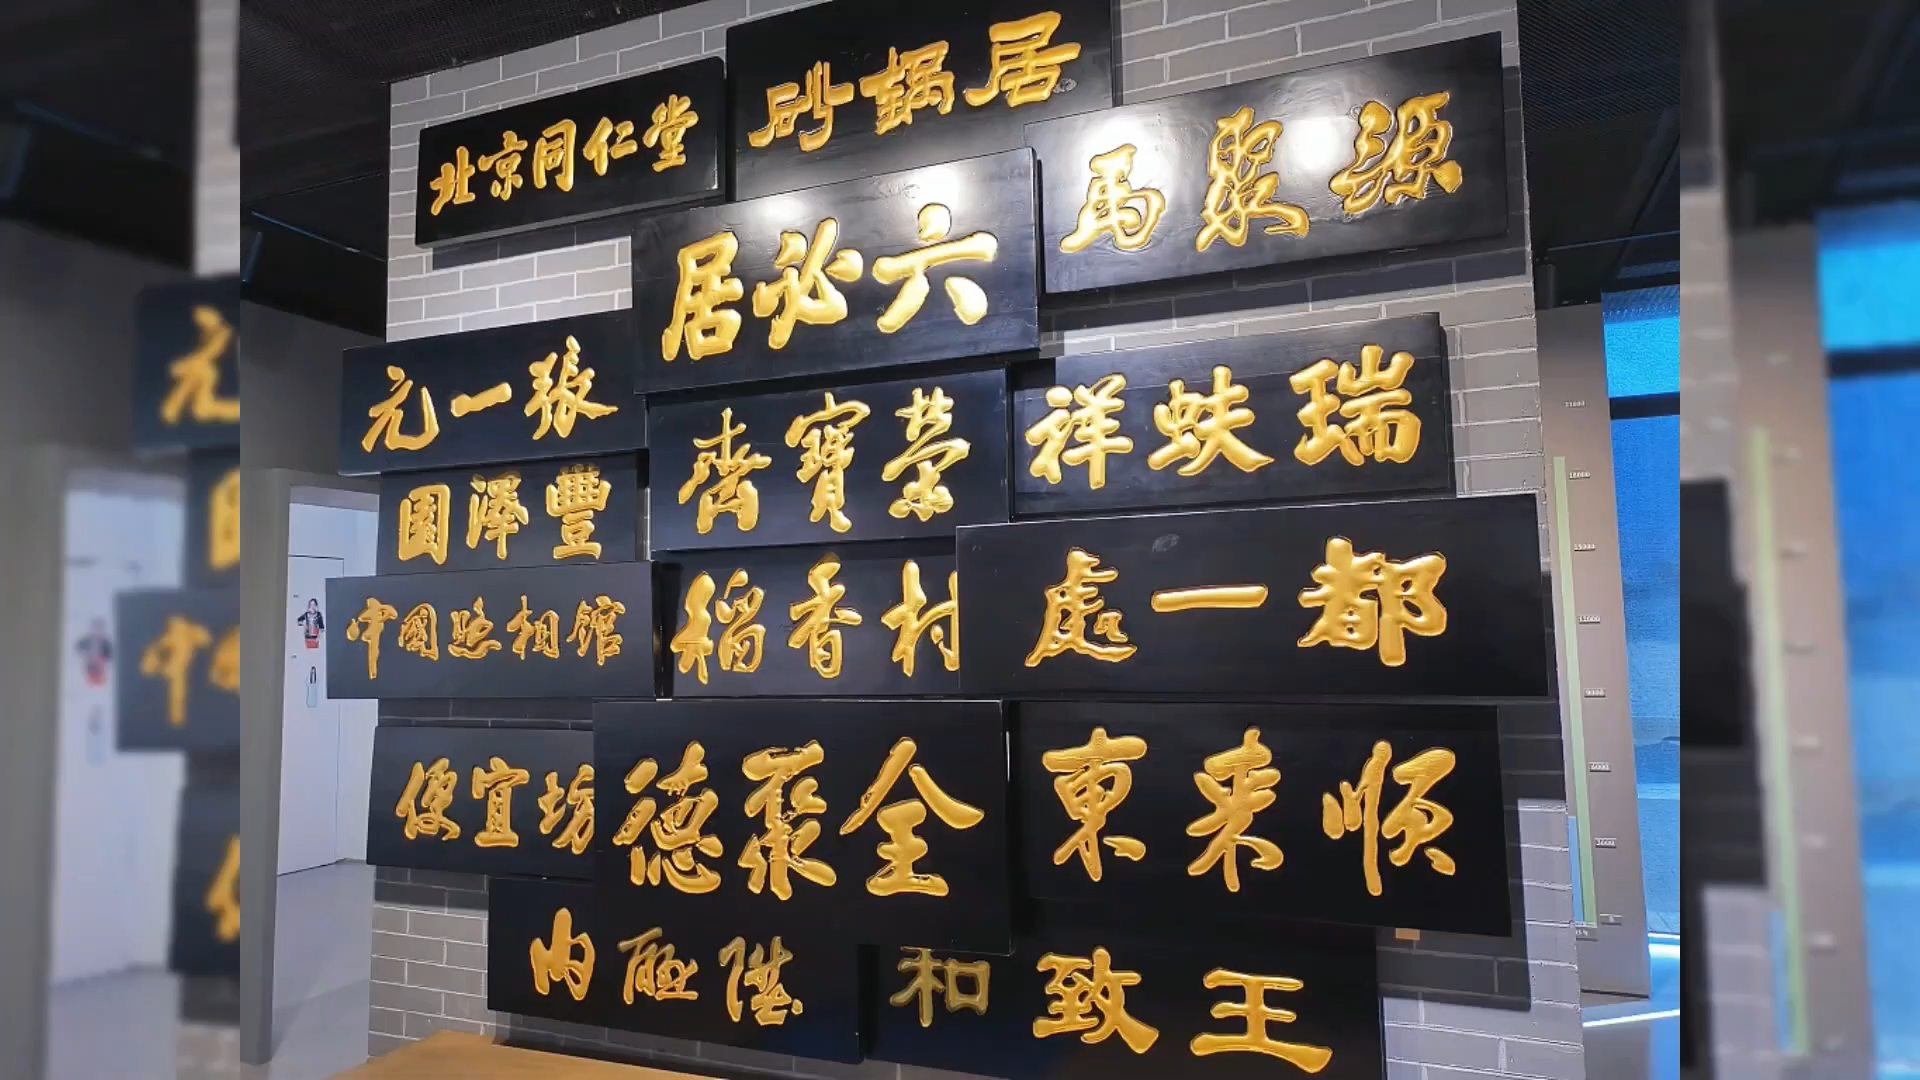 北京同仁堂
砂鍋居
馬聚源
六必居
張一元
榮寶齋
瑞蚨祥
豐澤園
中國照相馆
稻香村
都一處
便宜坊
全聚德
東来顺
内聯陞
王致和